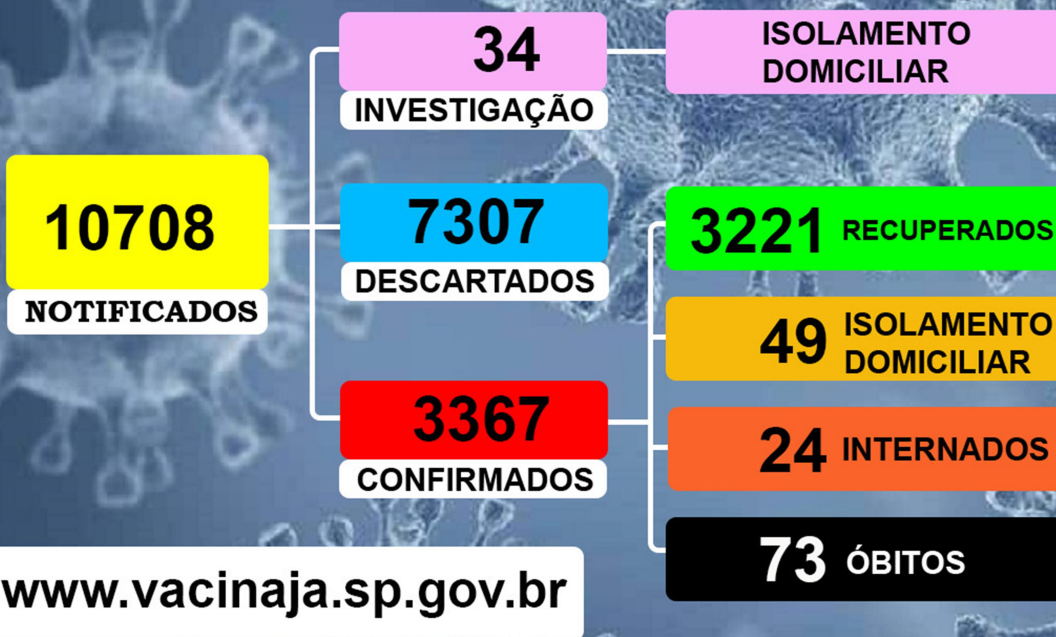 34
INVESTIGAÇÃO
ISOLAMENTO
DOMICILIAR
10708
NOTIFICADOS
7307
DESCARTADOS
3367
CONFIRMADOS
3221 RECUPERADOS
49 ISOLAMENTO
DOMICILIAR
24 INTERNADOS
73 ÓBITOS
www.vacinaja.sp.gov.br